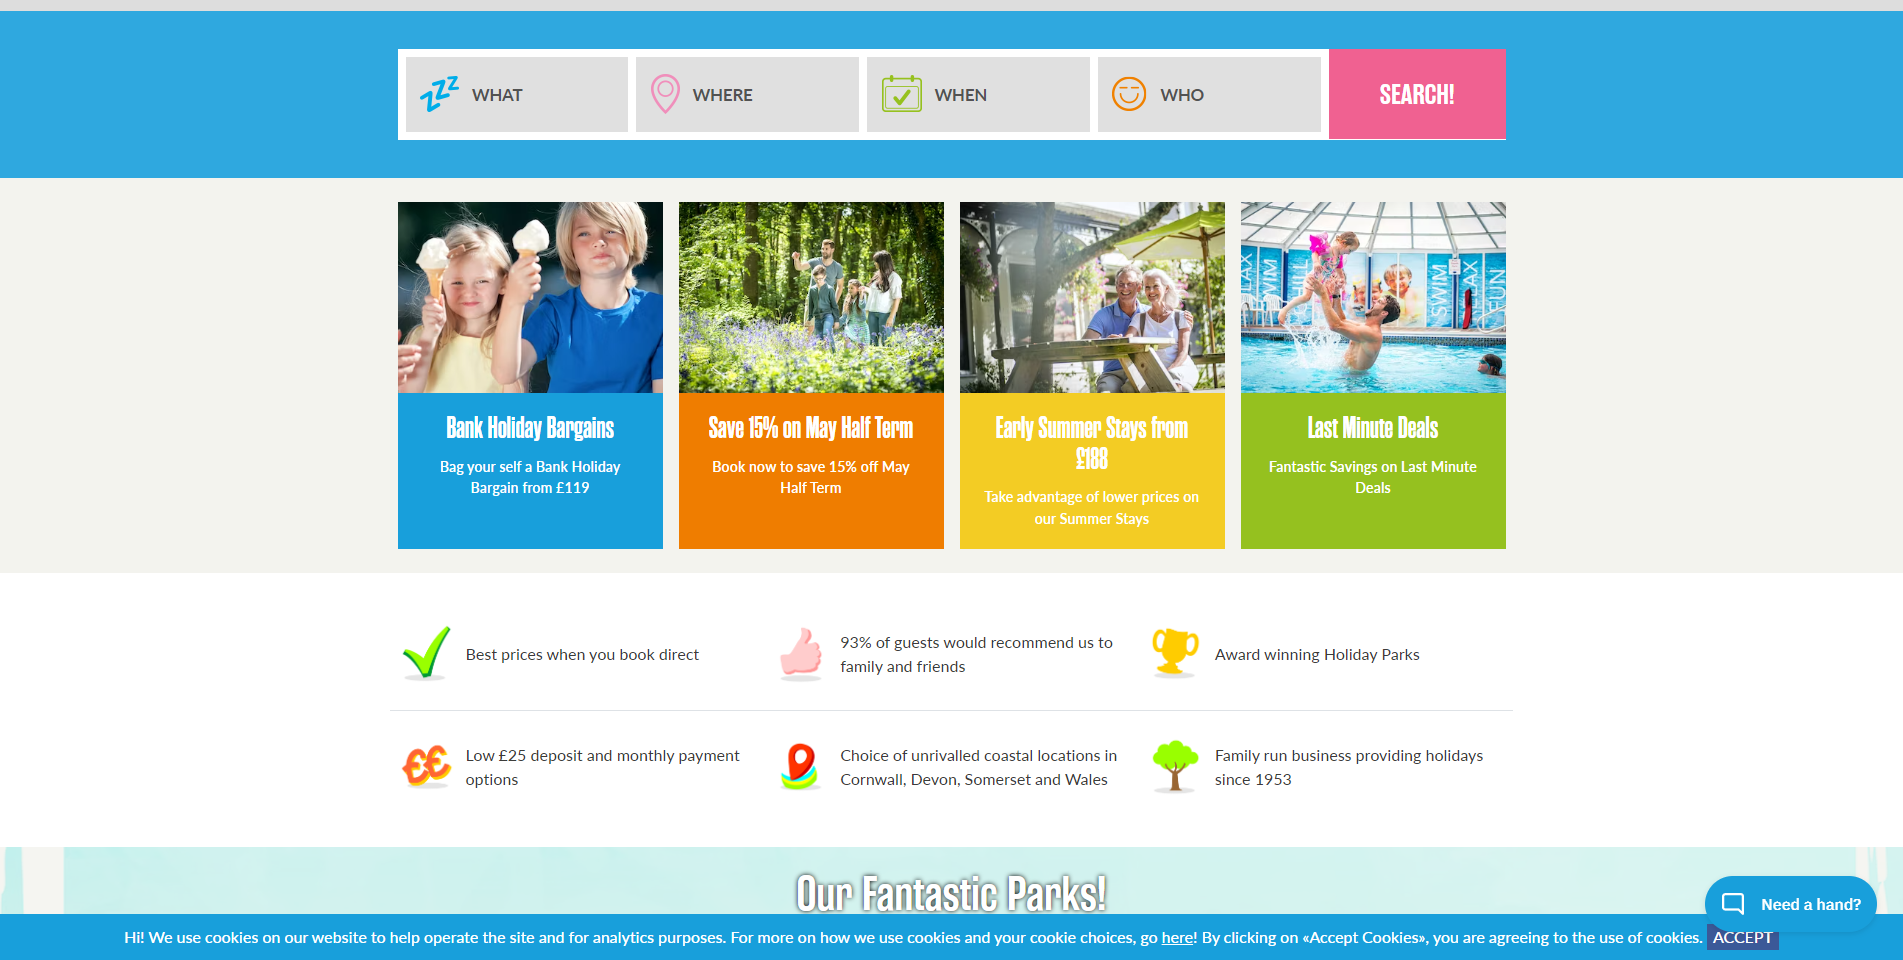 WHAT
WHERE
WHEN
WHO
SEARCH!
SWIM
SWIM
RELAX
FUN
Bank Holiday Bargains
Bag your self a Bank Holiday
Bargain from £119
Save 15% on May Half Term
Book now to save 15% off May
Half Term
Early Summer Stays from
£188
Take advantage of lower prices on
our Summer Stays
Last Minute Deals
Fantastic Savings on Last Minute
Deals
Best prices when you book direct
93% of guests would recommend us to
family and friends
Award winning Holiday Parks
Low £25 deposit and monthly payment
options
Choice of unrivalled coastal locations in
Cornwall, Devon, Somerset and Wales
Family run business providing holidays
since 1953
Our Fantastic Parks!
Need a hand?
Hi! We use cookies on our website to help operate the site and for analytics purposes. For more on how we use cookies and your cookie choices, go here! By clicking on «Accept Cookies», you are agreeing to the use of cookies. ACCEPT